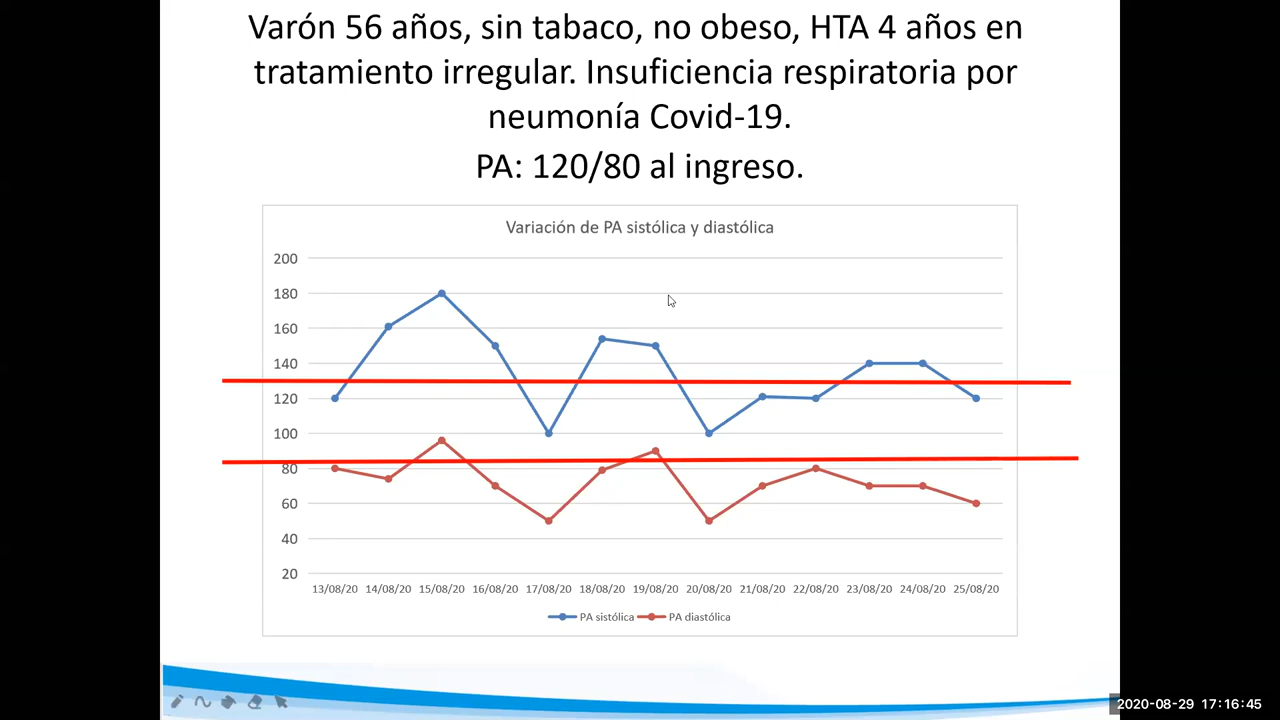 Varón 56 años, sin tabaco, no obeso, HTA 4 años en
tratamiento irregular. Insuficiencia respiratoria por
neumonía Covid-19.
PA: 120/80 al ingreso.
Variación de PA sistólica y diastólica
200
180
160
140
120
100
80
60
40
20
13/08/20 14/08/20 15/08/20 16/08/20 17/08/20 18/08/20 19/08/20 20/08/20 21/08/20 22/08/20 23/08/20 24/08/20 25/08/20
PA sistólica PA diastólica
2020-08-29 17:16:45